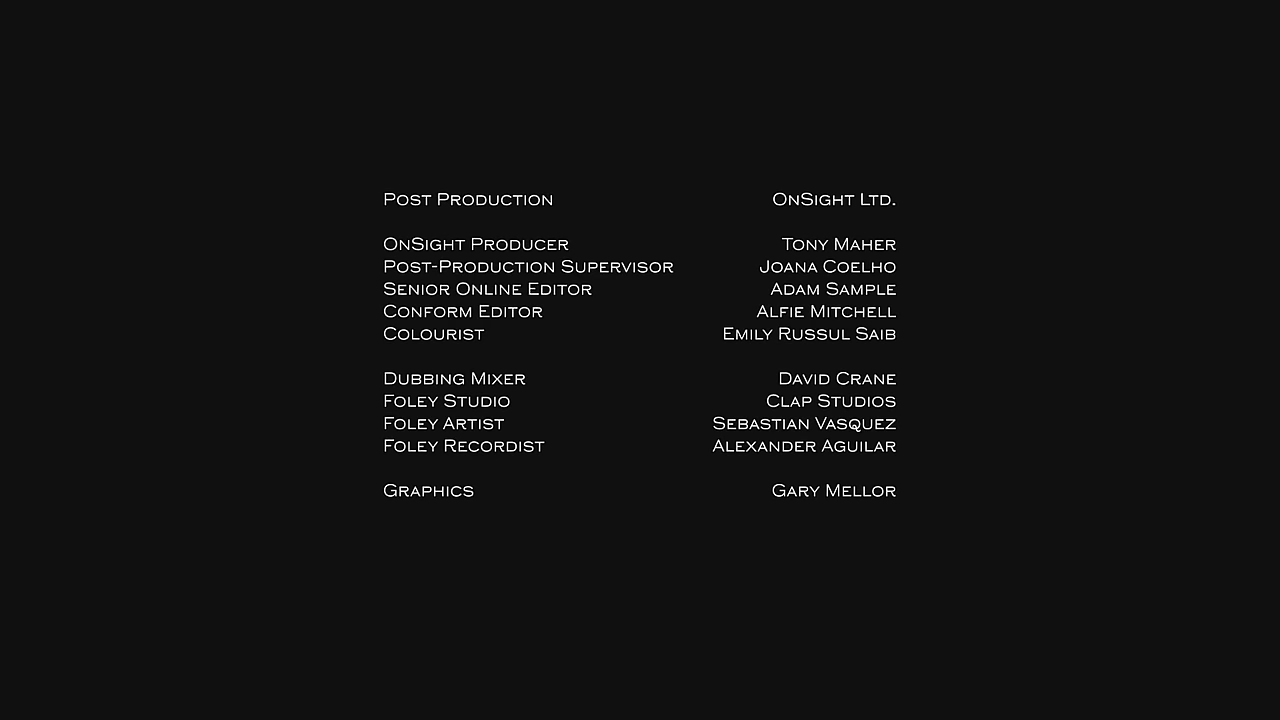 Post Production OnSight Ltd.
OnSight Producer Tony Maher
Post-Production Supervisor Joana Coelho
Senior Online Editor Adam Sample
Conform Editor Alfie Mitchell
Colourist Emily Russul Saib
Dubbing Mixer David Crane
Foley Studio Clap Studios
Foley Artist Sebastian Vasquez
Foley Recordist Alexander Aguilar
Graphics Gary Mellor